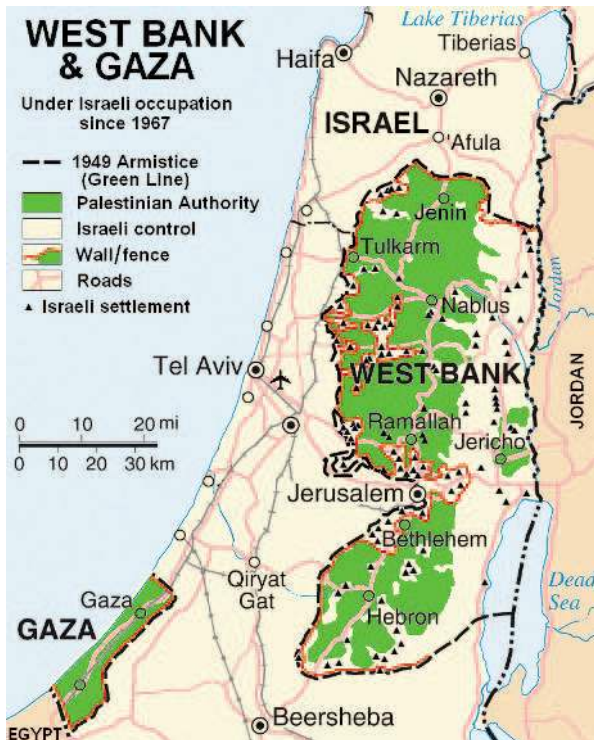 WEST BANK
& GAZA
Under Israeli occupation
since 1967
1949 Armistice
(Green Line)
Palestinian Authority
Israeli control
Wall/fence
Roads
Israeli settlement
Lake Tiberias
Tiberias
Haifa
Nazareth
ISRAEL
'Afula
Jenin
Tulkarm
Nablus
Jordan
Tel Aviv
WEST BANK
JORDAN
0 10 20 mi
0 10 20 30 km
Ramallah
Jericho
Jerusalem
Bethlehem
Qiryat
Gat
Dead
Sea
Gaza
Hebron
GAZA
Beersheba
EGYPT